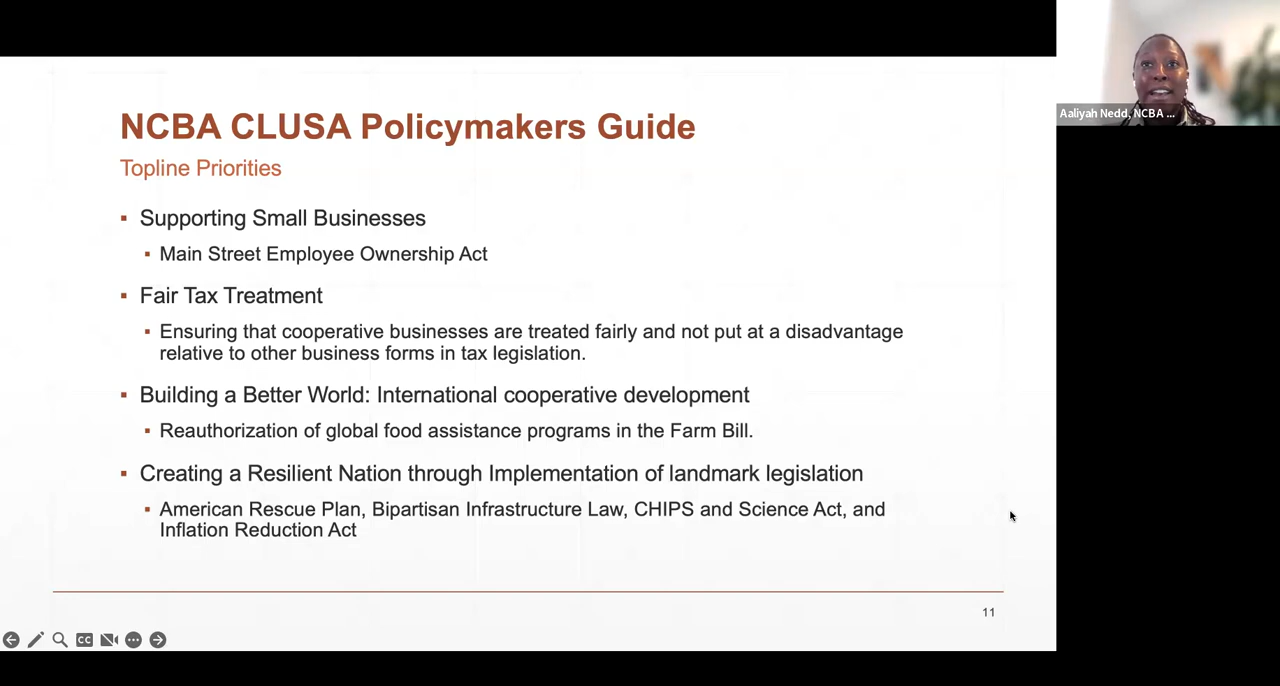 NCBA CLUSA Policymakers Guide
Topline Priorities
▪ Supporting Small Businesses
▪ Main Street Employee Ownership Act
▪ Fair Tax Treatment
▪ Ensuring that cooperative businesses are treated fairly and not put at a disadvantage
relative to other business forms in tax legislation.
▪ Building a Better World: International cooperative development
▪ Reauthorization of global food assistance programs in the Farm Bill.
▪ Creating a Resilient Nation through Implementation of landmark legislation
▪ American Rescue Plan, Bipartisan Infrastructure Law, CHIPS and Science Act, and
Inflation Reduction Act
11
CC
Aaliyah Nedd, NCBA ...